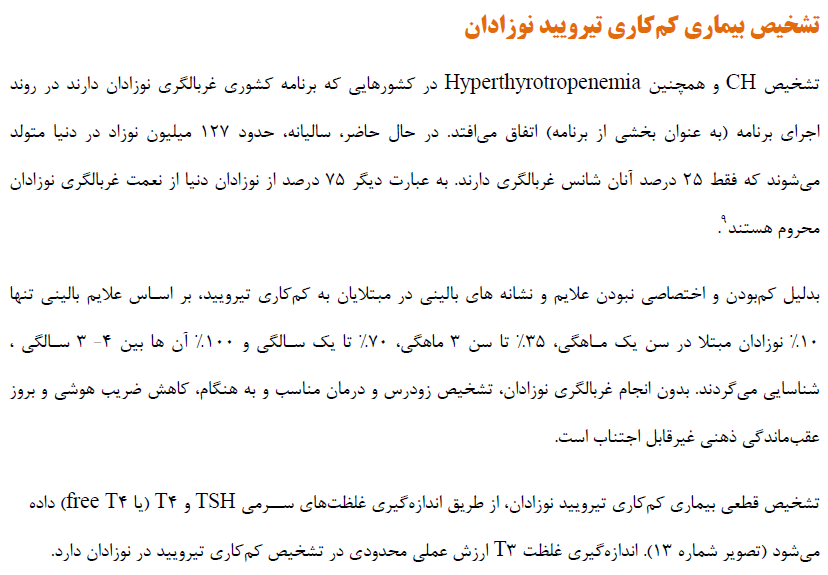 تشخیص بیماری کم‌کاری تیرویید نوزادان
تشخیص CH و همچنین Hyperthyrotropenemia در کشورهایی که برنامه کشوری غربالگری نوزادان دارند در روند
اجرای برنامه (به عنوان بخشی از برنامه) اتفاق می‌افتد. در حال حاضر، سالیانه، حدود ۱۲۷ میلیون نوزاد در دنیا متولد
می‌شوند که فقط ۲۵ درصد آنان شانس غربالگری دارند. به عبارت دیگر ۷۵ درصد از نوزادان دنیا از نعمت غربالگری نوزادان
محروم هستند۹.
بدلیل کم‌بودن و اختصاصی نبودن علایم و نشانه های بالینی در مبتلایان به کم‌کاری تیرویید، بر اساس علایم بالینی تنها
۱۰٪ نوزادان مبتلا در سن یک ماهگی، ۳۵٪ تا سن ۳ ماهگی، ۷۰٪ تا یک سالگی و ۱۰۰٪ آن ها بین ۴- ۳ سالگی ،
شناسایی می‌گردند. بدون انجام غربالگری نوزادان، تشخیص زودرس و درمان مناسب و به هنگام، کاهش ضریب هوشی و بروز
عقب‌ماندگی ذهنی غیرقابل اجتناب است.
تشخیص قطعی بیماری کم‌کاری تیرویید نوزادان، از طریق اندازه‌گیری غلظت‌های سرمی TSH و T۴ (یا free T۴) داده
می‌شود (تصویر شماره ۱۳). اندازه‌گیری غلظت T۳ ارزش عملی محدودی در تشخیص کم‌کاری تیرویید در نوزادان دارد.